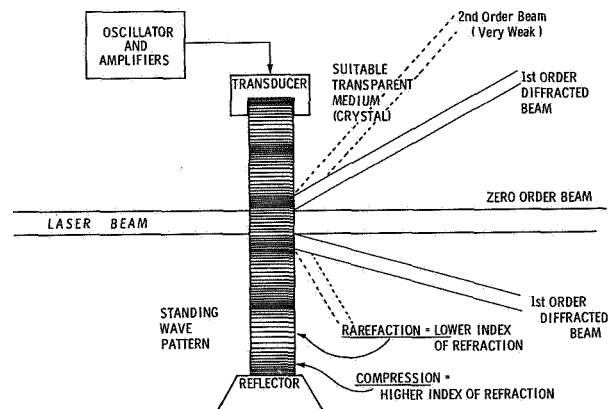 OSCILLATOR
AND
AMPLIFIERS
2nd Order Beam
(Very Weak)
TRANSDUCER
SUITABLE
TRANSPARENT
MEDIUM
(CRYSTAL)
1st ORDER
DIFFRACTED
BEAM
ZERO ORDER BEAM
LASER BEAM
1st ORDER
DIFFRACTED
BEAM
STANDING
WAVE
PATTERN
RAREFACTION = LOWER INDEX
OF REFRACTION
REFLECTOR
COMPRESSION =
HIGHER INDEX OF REFRACTION